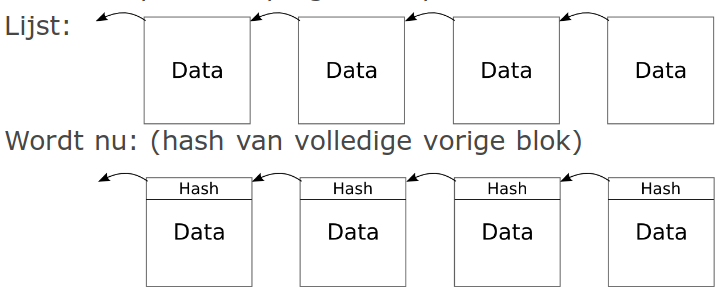 Lijst:
Data Data Data Data
Wordt nu: (hash van volledige vorige blok)
Hash Hash Hash Hash
Data Data Data Data